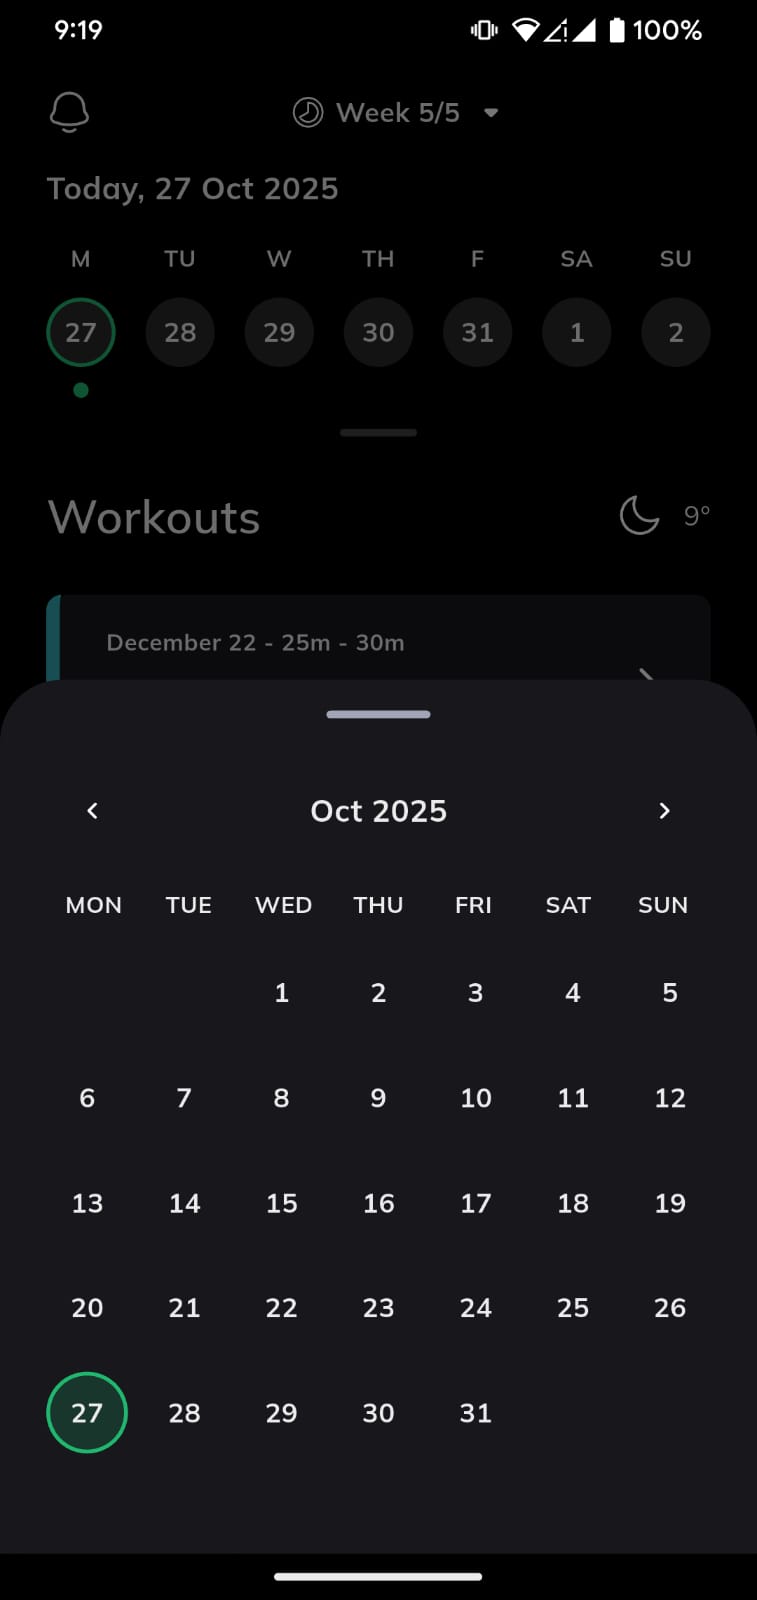 9:19 100%
Week 5/5
Today, 27 Oct 2025
M TU W TH F SA SU
27 28 29 30 31 1 2
Workouts 9°
December 22 - 25m - 30m
Oct 2025
MON TUE WED THU FRI SAT SUN
1 2 3 4 5
6 7 8 9 10 11 12
13 14 15 16 17 18 19
20 21 22 23 24 25 26
27 28 29 30 31